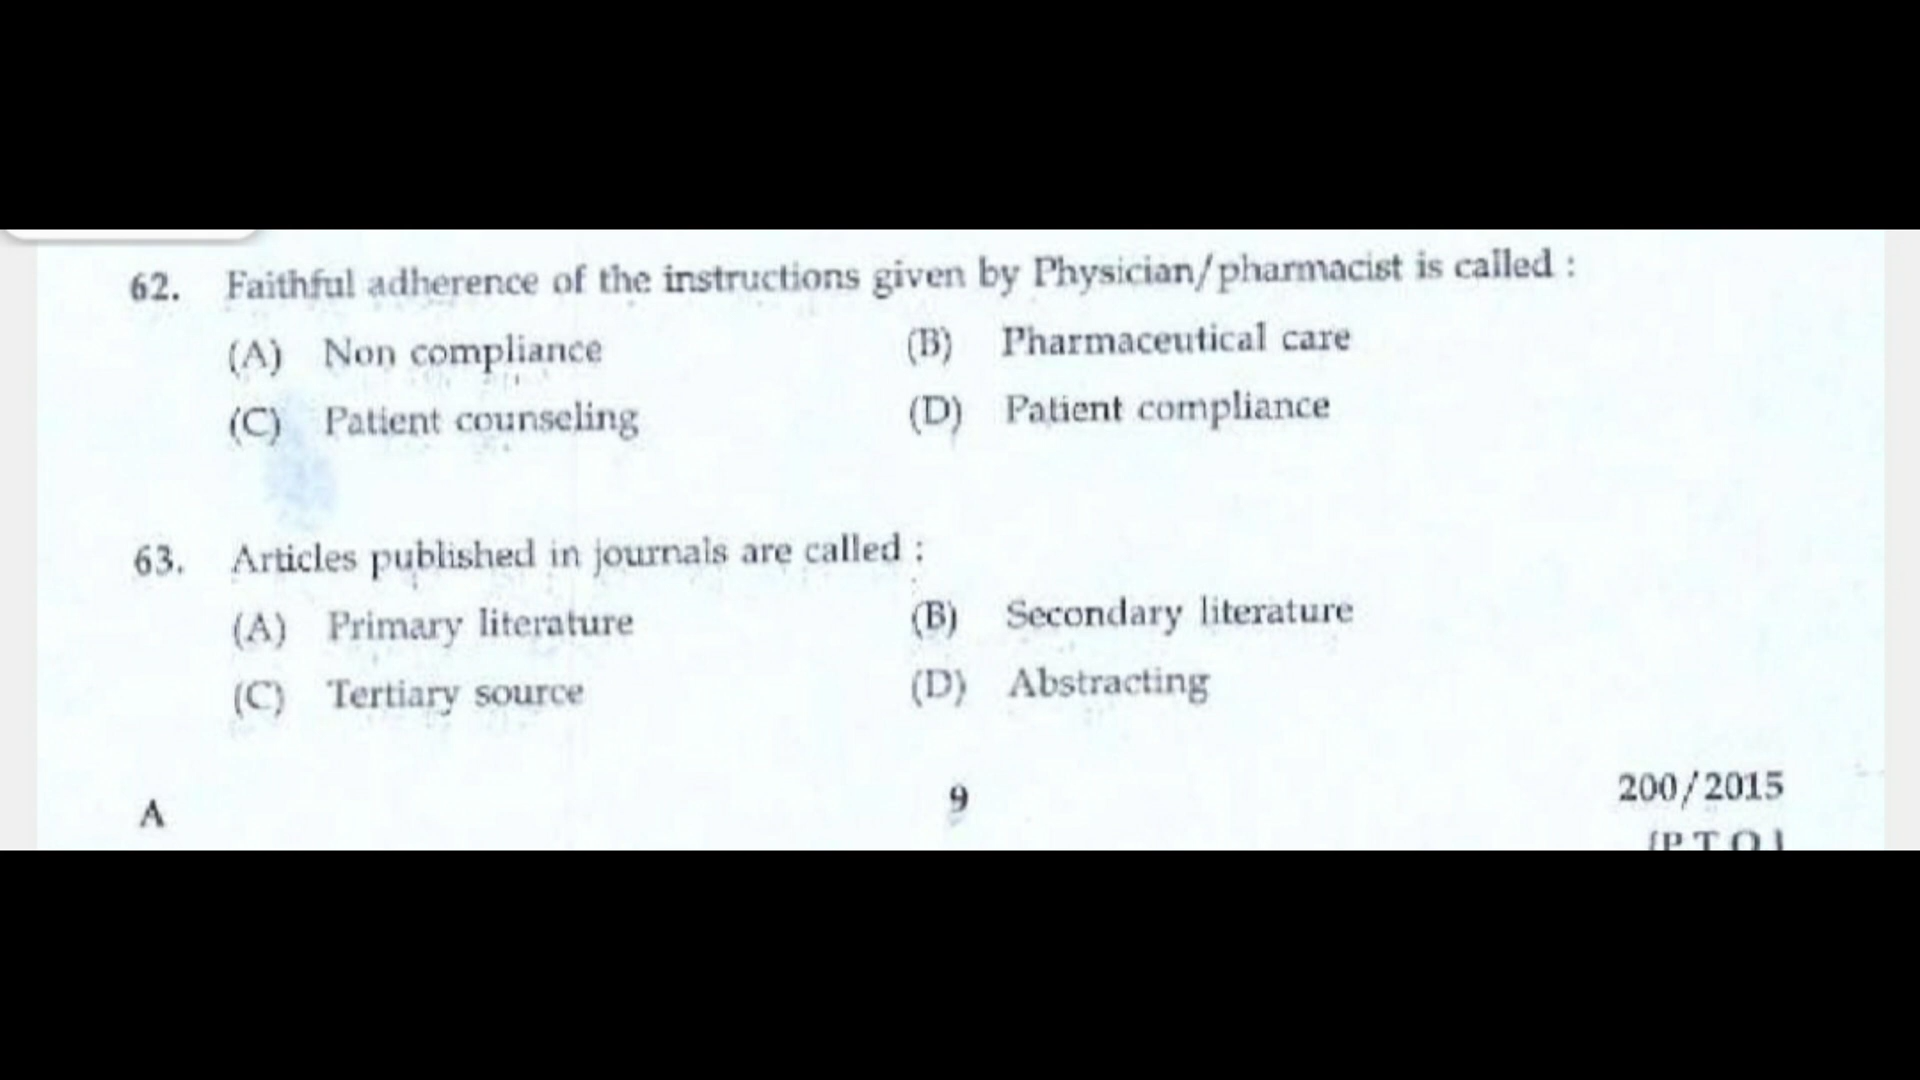 62. Faithful adherence of the instructions given by Physician/pharmacist is called :
(A) Non compliance (B) Pharmaceutical care
(C) Patient counseling (D) Patient compliance
63. Articles published in journals are called :
(A) Primary literature (B) Secondary literature
(C) Tertiary source (D) Abstracting
A 9 200/2015
[P.T.O.]